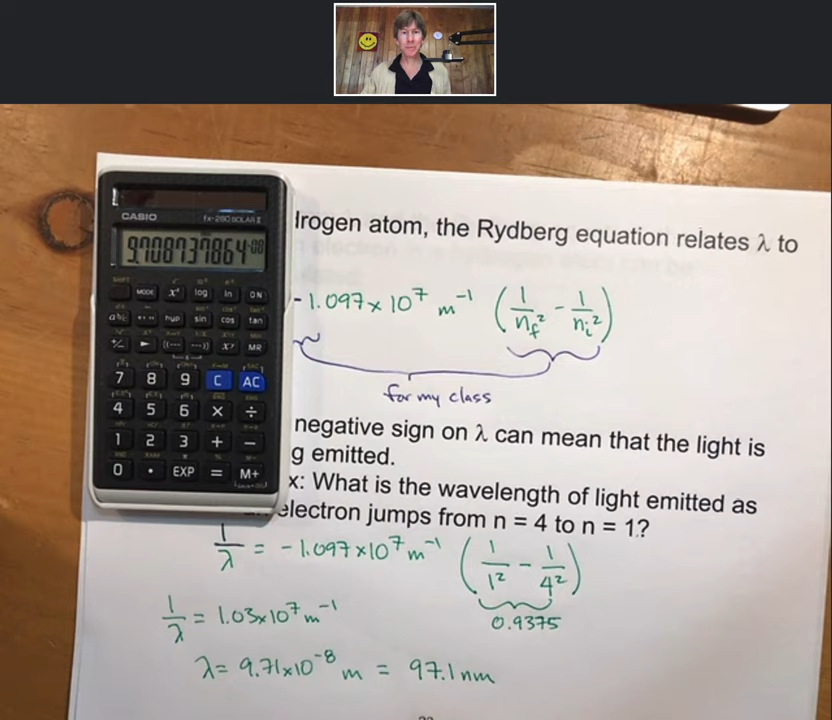 CASIO
fx-260 SOLAR II
9.708737864-08
drogen atom, the Rydberg equation relates λ to
- 1.097 x 10⁷ m⁻¹ (1/n_f² - 1/n_i²)
for my class
negative sign on λ can mean that the light is
g emitted.
x: What is the wavelength of light emitted as
electron jumps from n = 4 to n = 1?
1/λ = -1.097 x 10⁷ m⁻¹ (1/1² - 1/4²)
0.9375
1/λ = 1.03 x 10⁷ m⁻¹
λ = 9.71 x 10⁻⁸ m = 97.1 nm
MODE log ln ON
hyp sin cos tan
MR
7 8 9 C AC
4 5 6 × ÷
1 2 3 + −
0 · EXP = M+